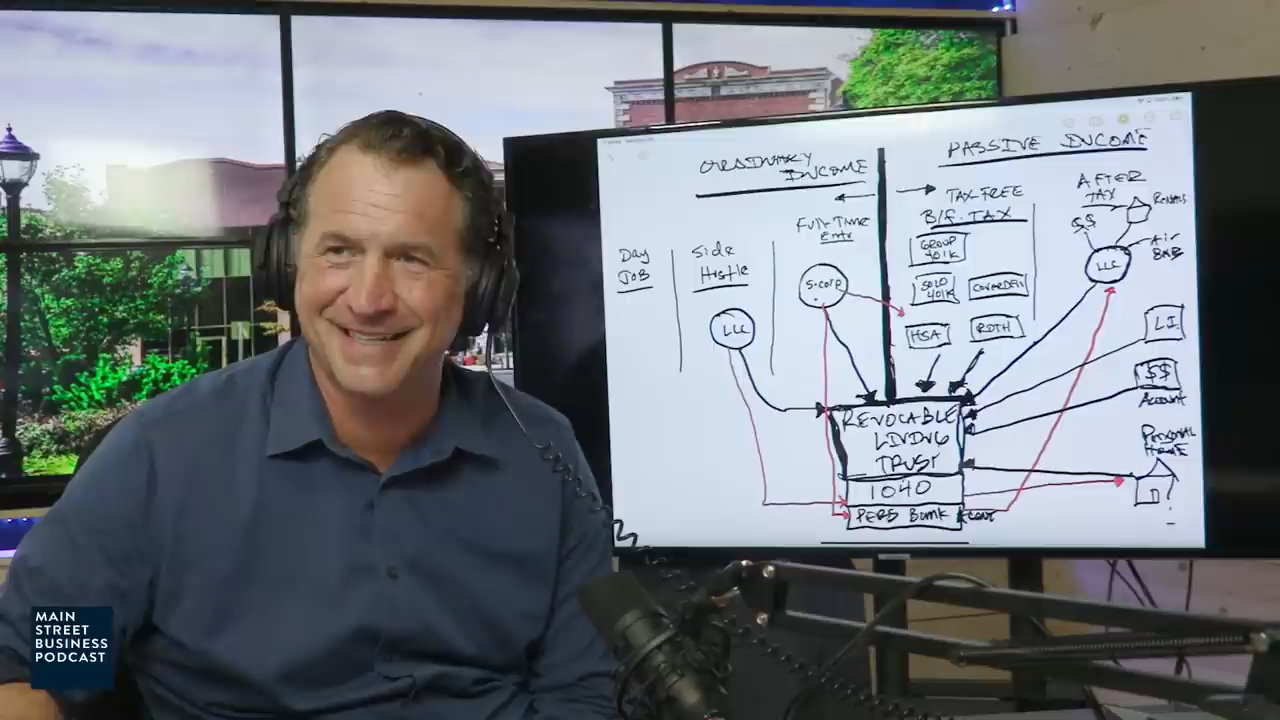 ORDINARY
INCOME
PASSIVE INCOME
TAX-FREE
B/F. TAX
AFTER
TAX
RENTALS
$$
AIR
BNB
LLC
FULL-TIME
Entr
Day
JOB
Side
Hustle
GROUP
401K
SOLO
401K
COVERDELL
HSA
ROTH
S-corp
LLC
L.I.
$$
ACCOUNT
REVOCABLE
LIVING
TRUST
1040
PERS BANK
PERSONAL
HOME
?
MAIN
STREET
BUSINESS
PODCAST